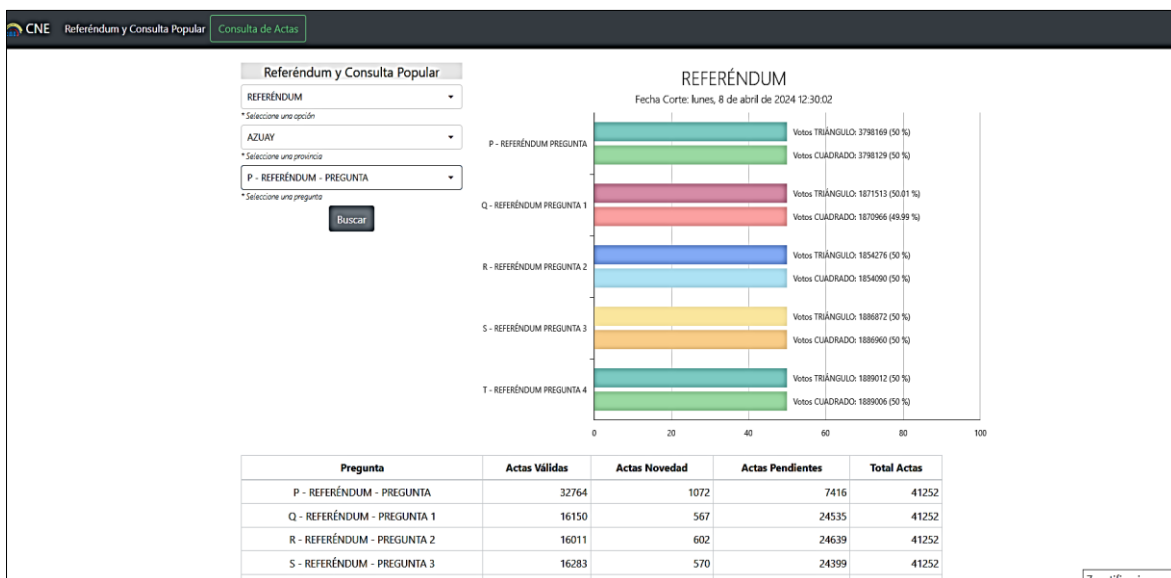 CNE Referéndum y Consulta Popular Consulta de Actas
Referéndum y Consulta Popular
REFERÉNDUM
* Seleccione una opción
AZUAY
* Seleccione una provincia
P - REFERÉNDUM - PREGUNTA
* Seleccione una pregunta
Buscar
REFERÉNDUM
Fecha Corte: lunes, 8 de abril de 2024 12:30:02
P - REFERÉNDUM PREGUNTA
Votos TRIÁNGULO: 3798169 (50 %)
Votos CUADRADO: 3798129 (50 %)
Q - REFERÉNDUM PREGUNTA 1
Votos TRIÁNGULO: 1871513 (50.01 %)
Votos CUADRADO: 1870966 (49.99 %)
R - REFERÉNDUM PREGUNTA 2
Votos TRIÁNGULO: 1854276 (50 %)
Votos CUADRADO: 1854090 (50 %)
S - REFERÉNDUM PREGUNTA 3
Votos TRIÁNGULO: 1886872 (50 %)
Votos CUADRADO: 1886960 (50 %)
T - REFERÉNDUM PREGUNTA 4
Votos TRIÁNGULO: 1889012 (50 %)
Votos CUADRADO: 1889006 (50 %)
0 20 40 60 80 100
Pregunta Actas Válidas Actas Novedad Actas Pendientes Total Actas
P - REFERÉNDUM - PREGUNTA 32764 1072 7416 41252
Q - REFERÉNDUM - PREGUNTA 1 16150 567 24535 41252
R - REFERÉNDUM - PREGUNTA 2 16011 602 24639 41252
S - REFERÉNDUM - PREGUNTA 3 16283 570 24399 41252